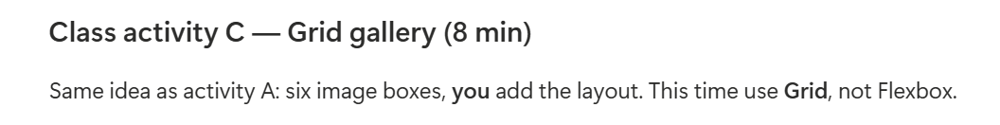 Class activity C — Grid gallery (8 min)
Same idea as activity A: six image boxes, you add the layout. This time use Grid, not Flexbox.